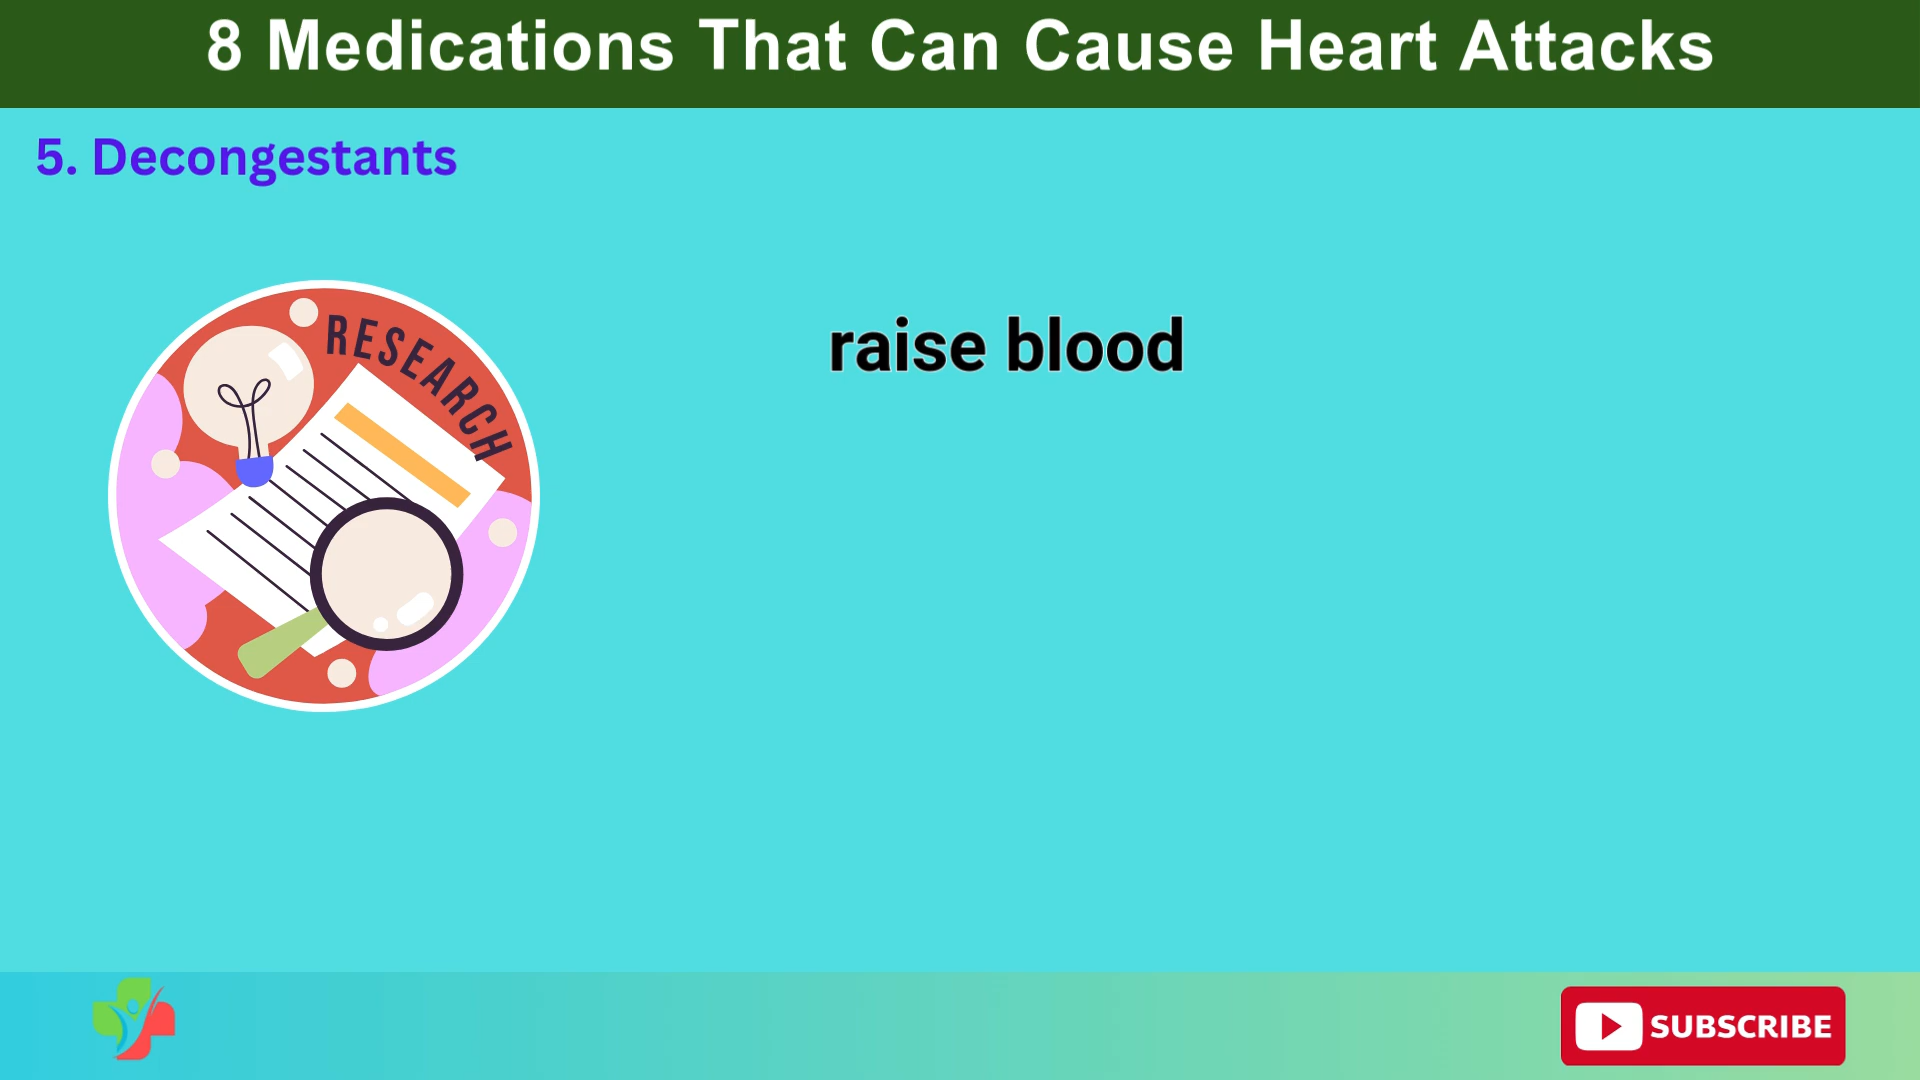 8 Medications That Can Cause Heart Attacks
5. Decongestants
RESEARCH
raise blood
SUBSCRIBE